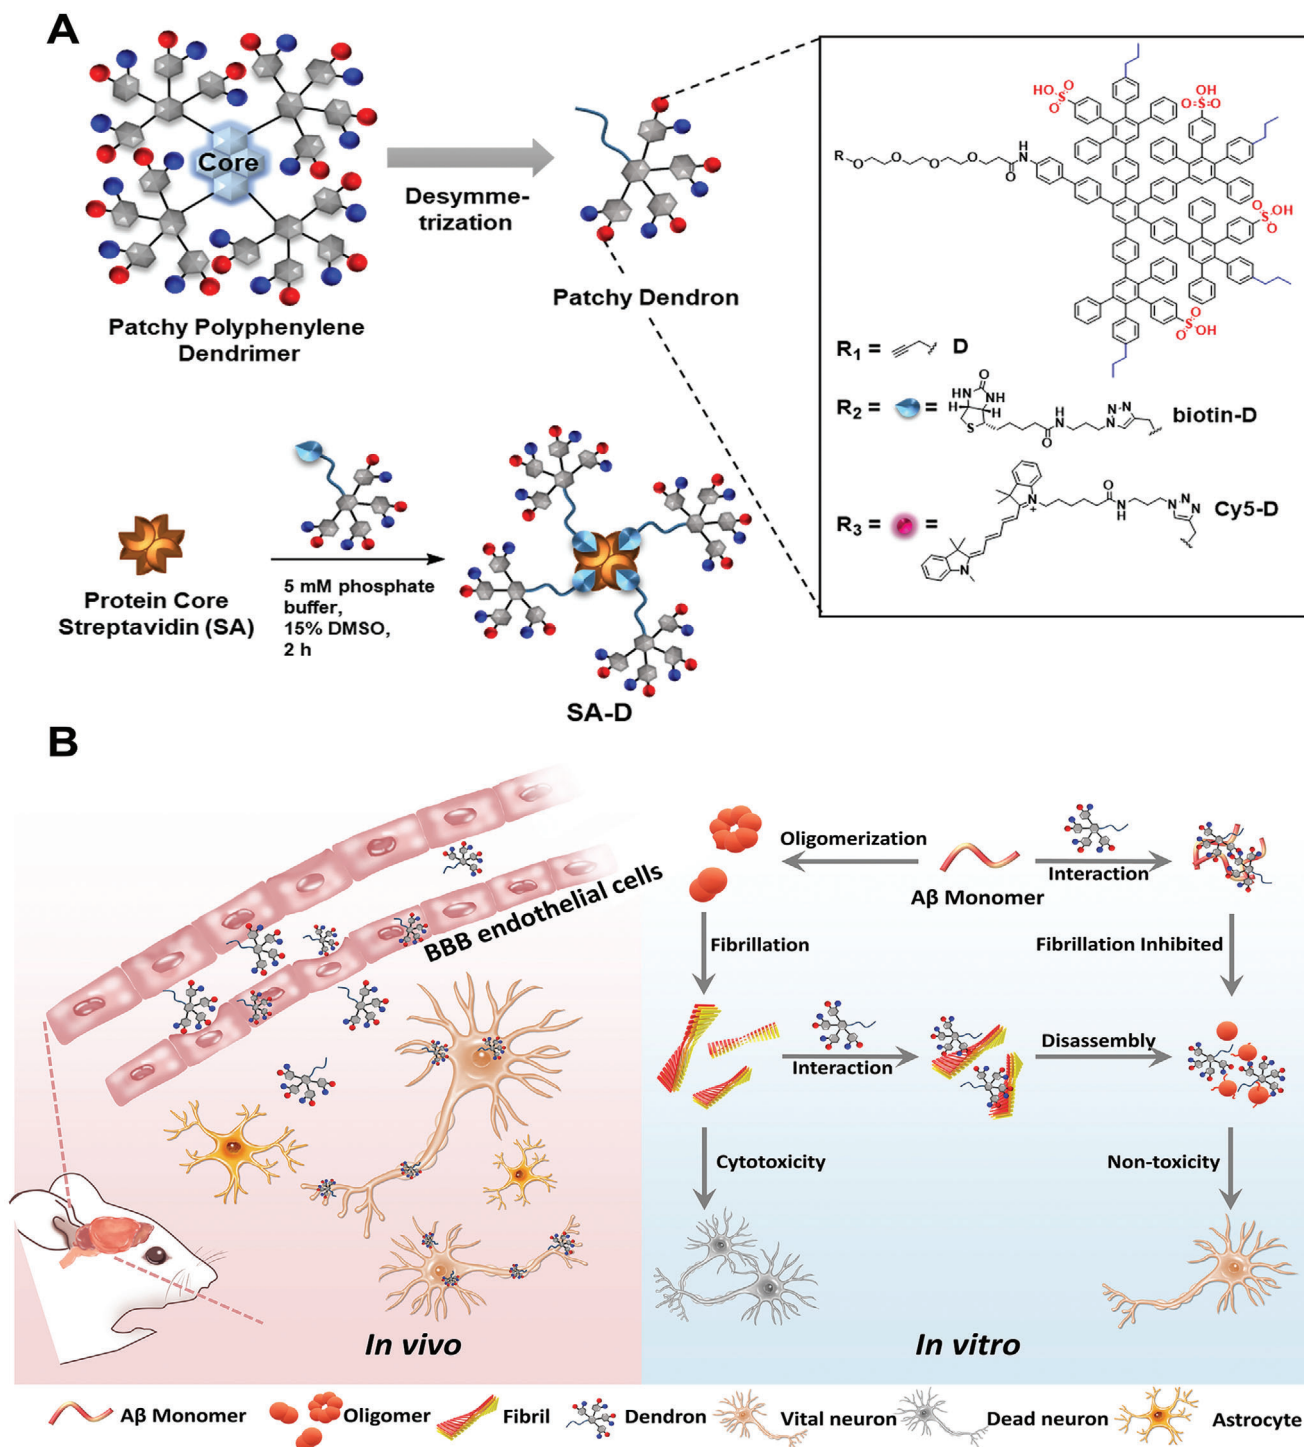 A
Core
Desymme-
trization
Patchy Polyphenylene
Dendrimer
Patchy Dendron
HO
S
O
O
OH
O
S
O
R
O
O
O
O
O
H
N
O
S
OH
O
O
S
OH
R1 = D
R2 = = biotin-D
O
HN
NH
H
H
S
O
H
N
N
N
N
R3 = = Cy5-D
N+
N
O
N
H
N
N
N
Protein Core
Streptavidin (SA)
5 mM phosphate
buffer,
15% DMSO,
2 h
SA-D
B
BBB endothelial cells
In vivo
Oligomerization
Aβ Monomer
Interaction
Fibrillation
Fibrillation Inhibited
Interaction
Disassembly
Cytotoxicity
Non-toxicity
In vitro
Aβ Monomer
Oligomer
Fibril
Dendron
Vital neuron
Dead neuron
Astrocyte